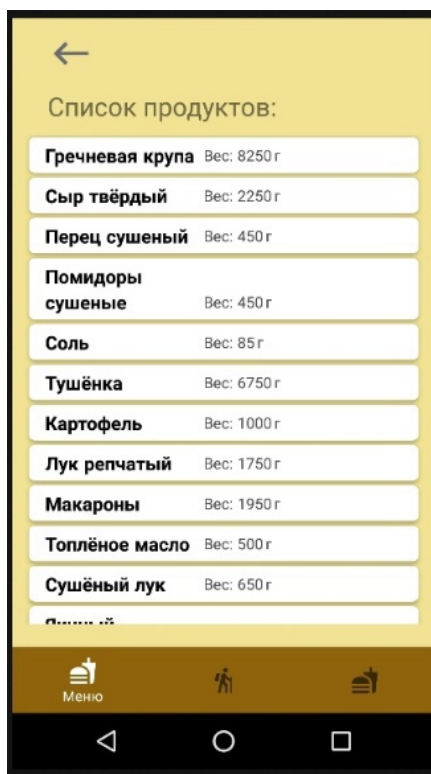 Список продуктов:
Гречневая крупа Вес: 8250 г
Сыр твёрдый Вес: 2250 г
Перец сушеный Вес: 450 г
Помидоры
сушеные Вес: 450 г
Соль Вес: 85 г
Тушёнка Вес: 6750 г
Картофель Вес: 1000 г
Лук репчатый Вес: 1750 г
Макароны Вес: 1950 г
Топлёное масло Вес: 500 г
Сушёный лук Вес: 650 г
Меню